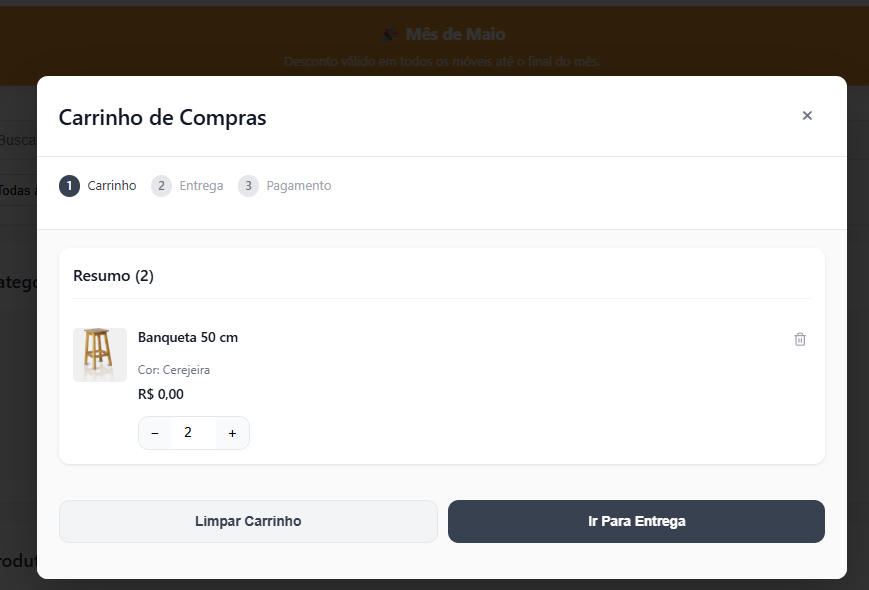 Mês de Maio
Desconto válido em todos os móveis até o final do mês.
Carrinho de Compras
×
Busca
Todas a
1 Carrinho 2 Entrega 3 Pagamento
atego
Resumo (2)
Banqueta 50 cm
Cor: Cerejeira
R$ 0,00
− 2 +
Limpar Carrinho Ir Para Entrega
rodut